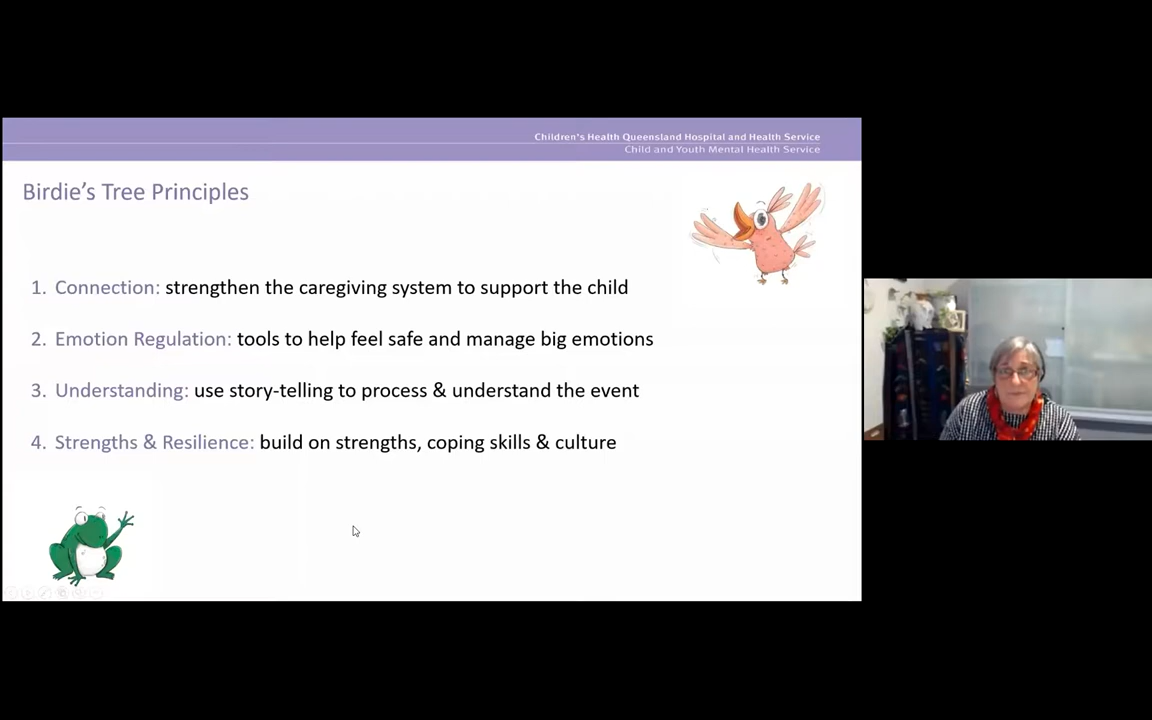 Children's Health Queensland Hospital and Health Service
Child and Youth Mental Health Service
Birdie's Tree Principles
1. Connection: strengthen the caregiving system to support the child
2. Emotion Regulation: tools to help feel safe and manage big emotions
3. Understanding: use story-telling to process & understand the event
4. Strengths & Resilience: build on strengths, coping skills & culture